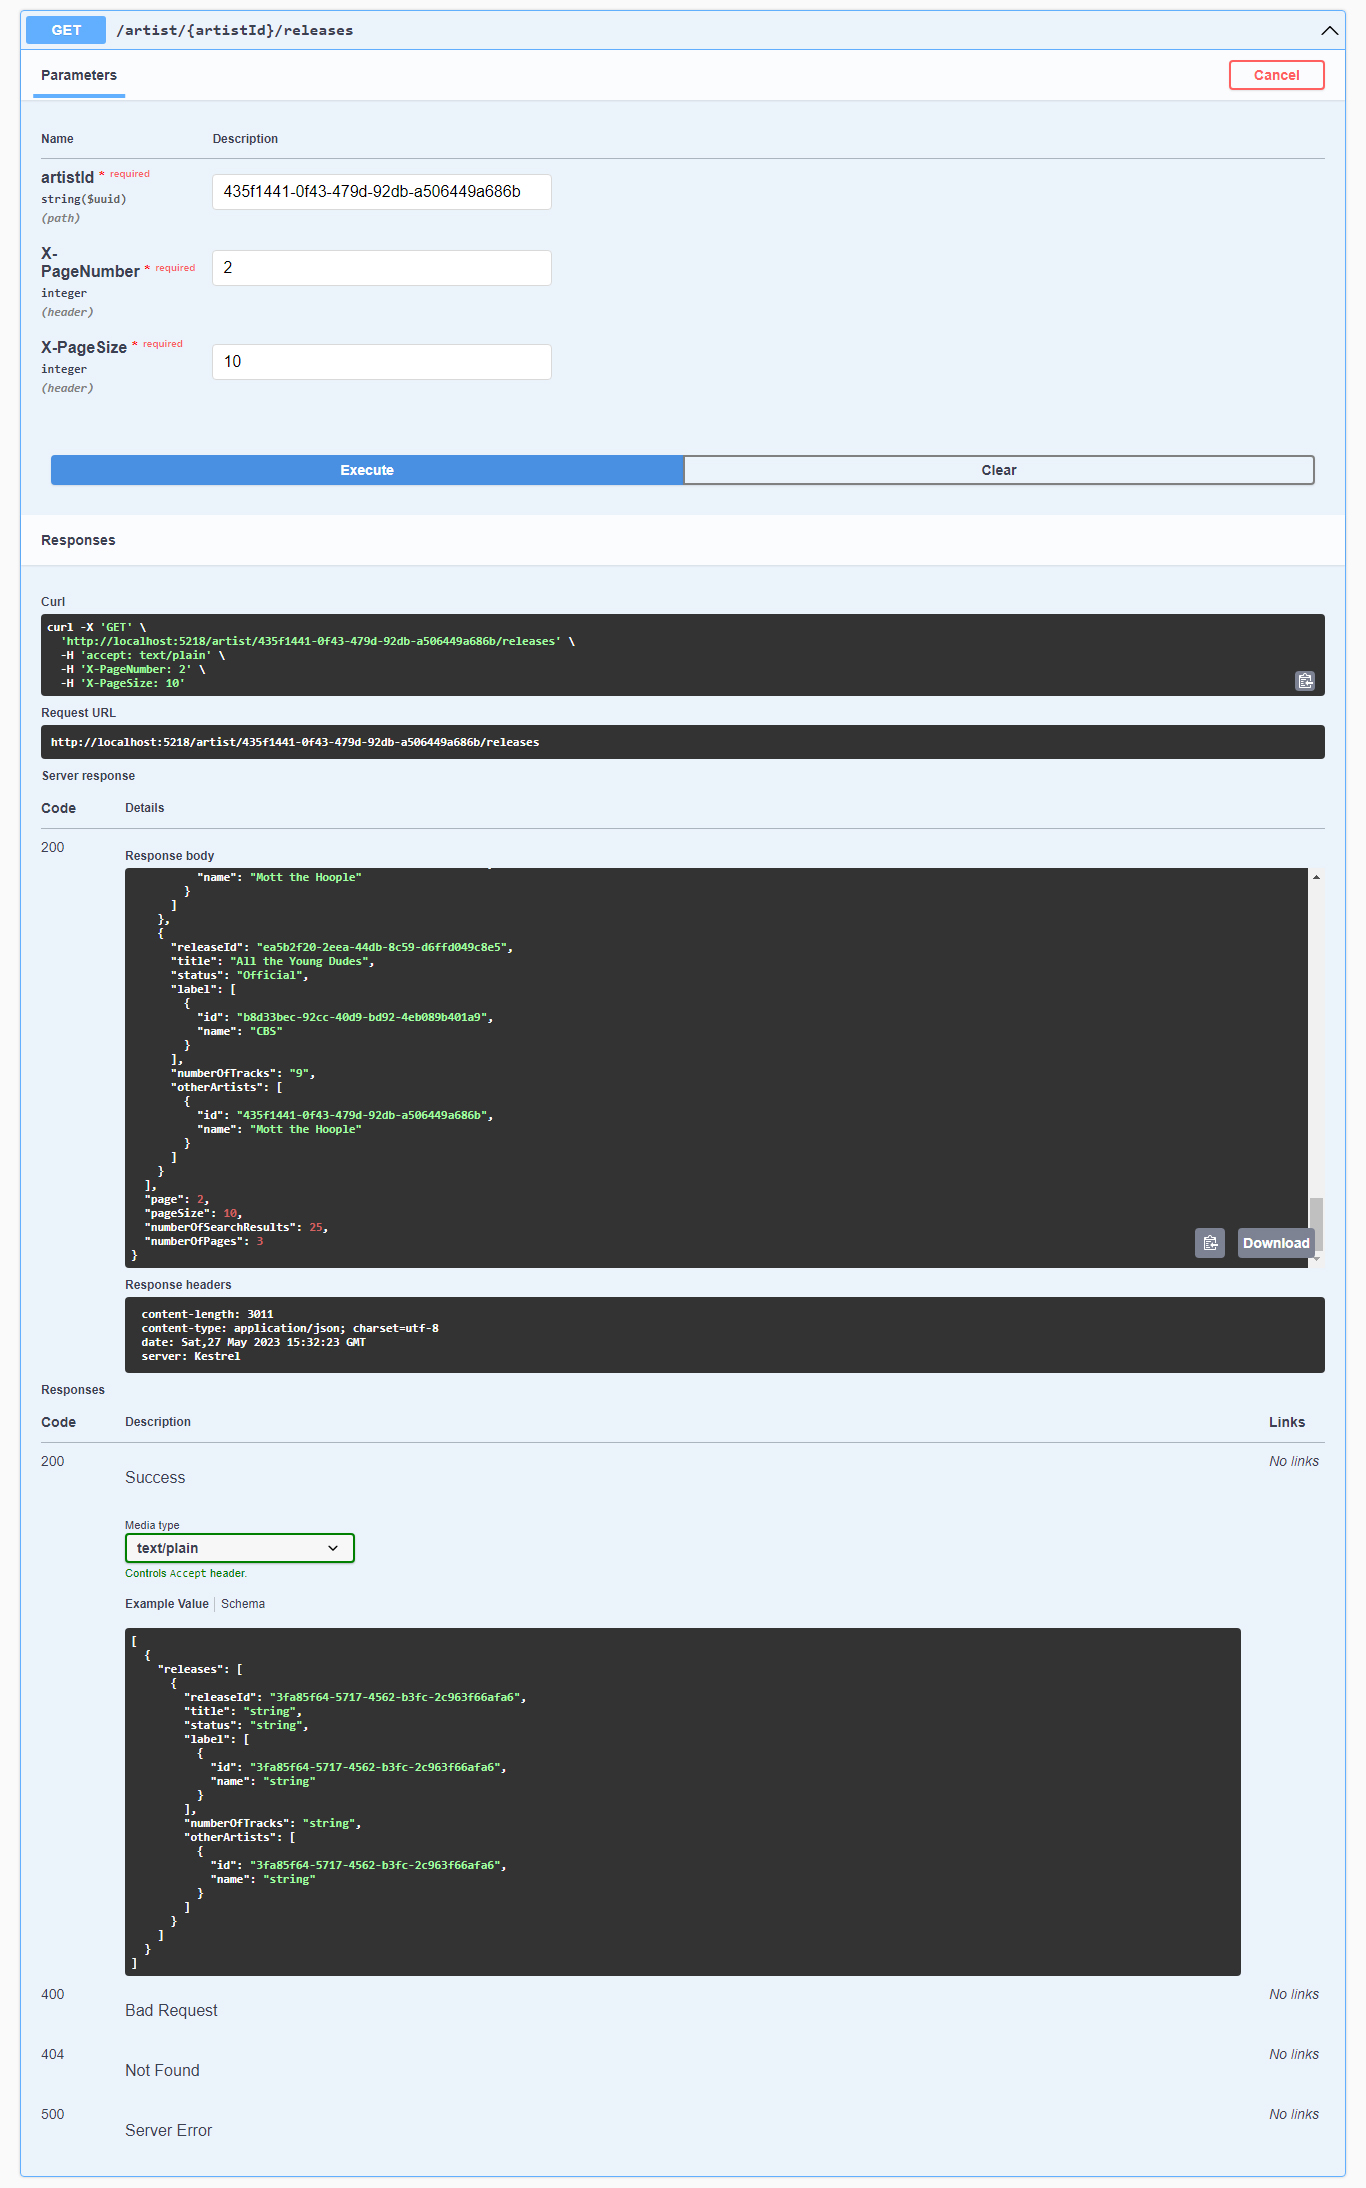 GET /artist/{artistId}/releases
Parameters
Cancel
Name Description
artistId * required
string($uuid)
(path)
435f1441-0f43-479d-92db-a506449a686b
X-
PageNumber * required
integer
(header)
2
X-PageSize * required
integer
(header)
10
Execute
Clear
Responses
Curl
curl -X 'GET' \
  'http://localhost:5218/artist/435f1441-0f43-479d-92db-a506449a686b/releases' \
  -H 'accept: text/plain' \
  -H 'X-PageNumber: 2' \
  -H 'X-PageSize: 10'
Request URL
http://localhost:5218/artist/435f1441-0f43-479d-92db-a506449a686b/releases
Server response
Code Details
200
Response body
          "name": "Mott the Hoople"
        }
      ]
    },
    {
      "releaseId": "ea5b2f20-2eea-44db-8c59-d6ffd049c8e5",
      "title": "All the Young Dudes",
      "status": "Official",
      "label": [
        {
          "id": "b8d33bec-92cc-40d9-bd92-4eb089b401a9",
          "name": "CBS"
        }
      ],
      "numberOfTracks": "9",
      "otherArtists": [
        {
          "id": "435f1441-0f43-479d-92db-a506449a686b",
          "name": "Mott the Hoople"
        }
      ]
    }
  ],
  "page": 2,
  "pageSize": 10,
  "numberOfSearchResults": 25,
  "numberOfPages": 3
}
Download
Response headers
content-length: 3011
content-type: application/json; charset=utf-8
date: Sat,27 May 2023 15:32:23 GMT
server: Kestrel
Responses
Code Description Links
200
Success
No links
Media type
text/plain
Controls Accept header.
Example Value Schema
[
  {
    "releases": [
      {
        "releaseId": "3fa85f64-5717-4562-b3fc-2c963f66afa6",
        "title": "string",
        "status": "string",
        "label": [
          {
            "id": "3fa85f64-5717-4562-b3fc-2c963f66afa6",
            "name": "string"
          }
        ],
        "numberOfTracks": "string",
        "otherArtists": [
          {
            "id": "3fa85f64-5717-4562-b3fc-2c963f66afa6",
            "name": "string"
          }
        ]
      }
    ]
  }
]
400
Bad Request
No links
404
Not Found
No links
500
Server Error
No links